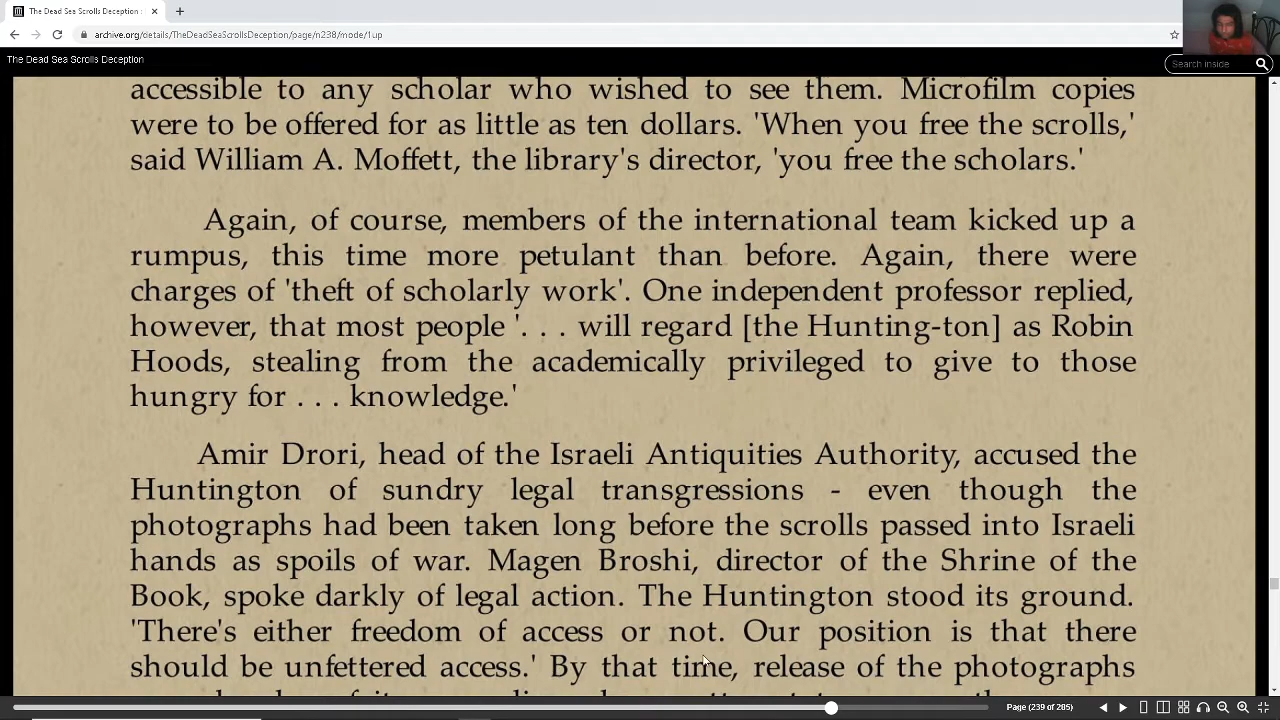 The Dead Sea Scrolls Deception :
archive.org/details/TheDeadSeaScrollsDeception/page/n238/mode/1up
The Dead Sea Scrolls Deception
Search inside
accessible to any scholar who wished to see them. Microfilm copies
were to be offered for as little as ten dollars. 'When you free the scrolls,'
said William A. Moffett, the library's director, 'you free the scholars.'
Again, of course, members of the international team kicked up a
rumpus, this time more petulant than before. Again, there were
charges of 'theft of scholarly work'. One independent professor replied,
however, that most people '. . . will regard [the Hunting-ton] as Robin
Hoods, stealing from the academically privileged to give to those
hungry for . . . knowledge.'
Amir Drori, head of the Israeli Antiquities Authority, accused the
Huntington of sundry legal transgressions - even though the
photographs had been taken long before the scrolls passed into Israeli
hands as spoils of war. Magen Broshi, director of the Shrine of the
Book, spoke darkly of legal action. The Huntington stood its ground.
'There's either freedom of access or not. Our position is that there
should be unfettered access.' By that time, release of the photographs
Page (239 of 285)